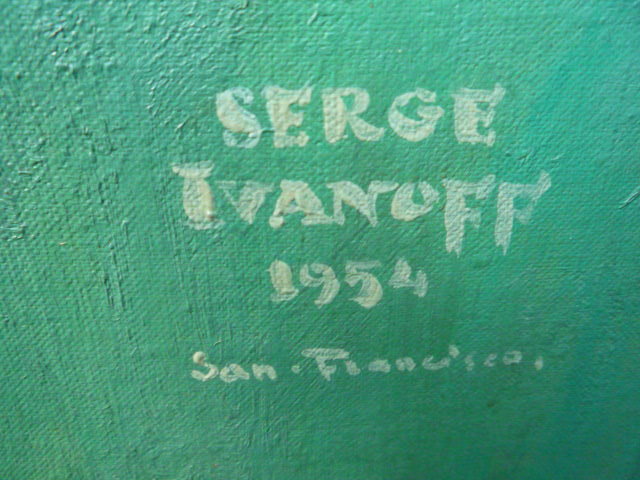 SERGE
IVANOFF
1954
San-Francisco.